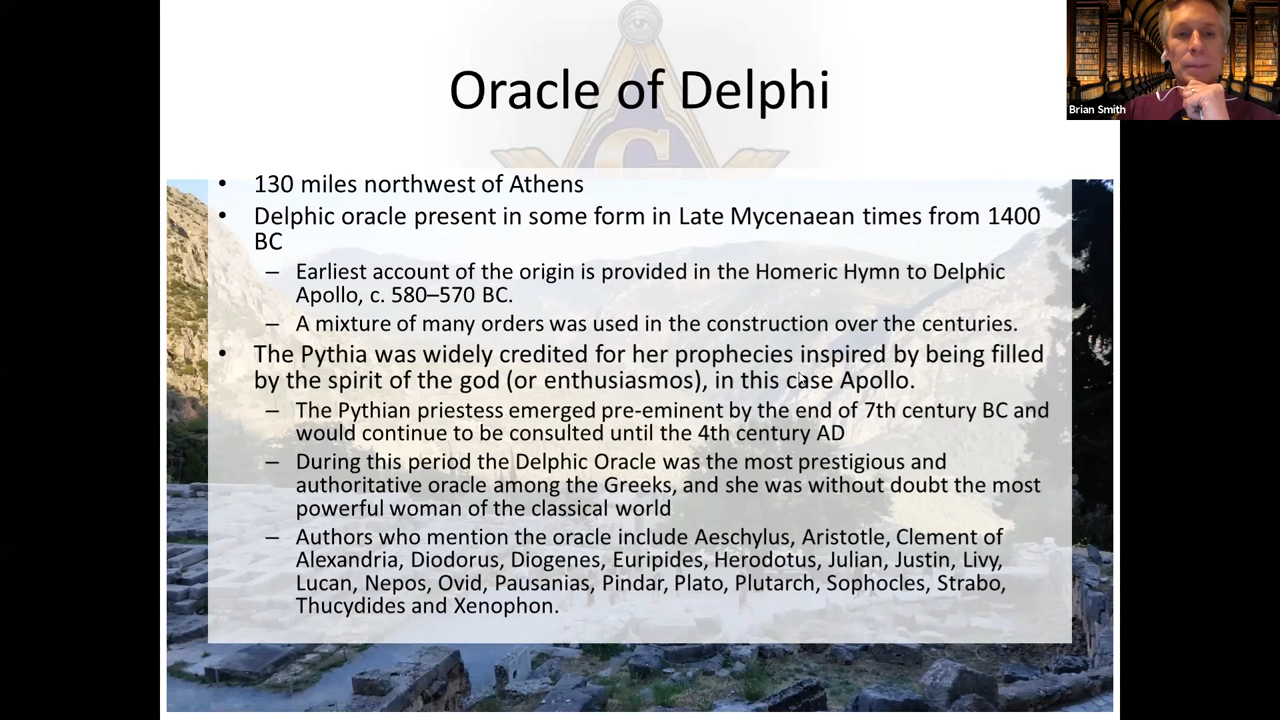 Oracle of Delphi
Brian Smith
• 130 miles northwest of Athens
• Delphic oracle present in some form in Late Mycenaean times from 1400
BC
– Earliest account of the origin is provided in the Homeric Hymn to Delphic
Apollo, c. 580–570 BC.
– A mixture of many orders was used in the construction over the centuries.
• The Pythia was widely credited for her prophecies inspired by being filled
by the spirit of the god (or enthusiasmos), in this case Apollo.
– The Pythian priestess emerged pre-eminent by the end of 7th century BC and
would continue to be consulted until the 4th century AD
– During this period the Delphic Oracle was the most prestigious and
authoritative oracle among the Greeks, and she was without doubt the most
powerful woman of the classical world
– Authors who mention the oracle include Aeschylus, Aristotle, Clement of
Alexandria, Diodorus, Diogenes, Euripides, Herodotus, Julian, Justin, Livy,
Lucan, Nepos, Ovid, Pausanias, Pindar, Plato, Plutarch, Sophocles, Strabo,
Thucydides and Xenophon.